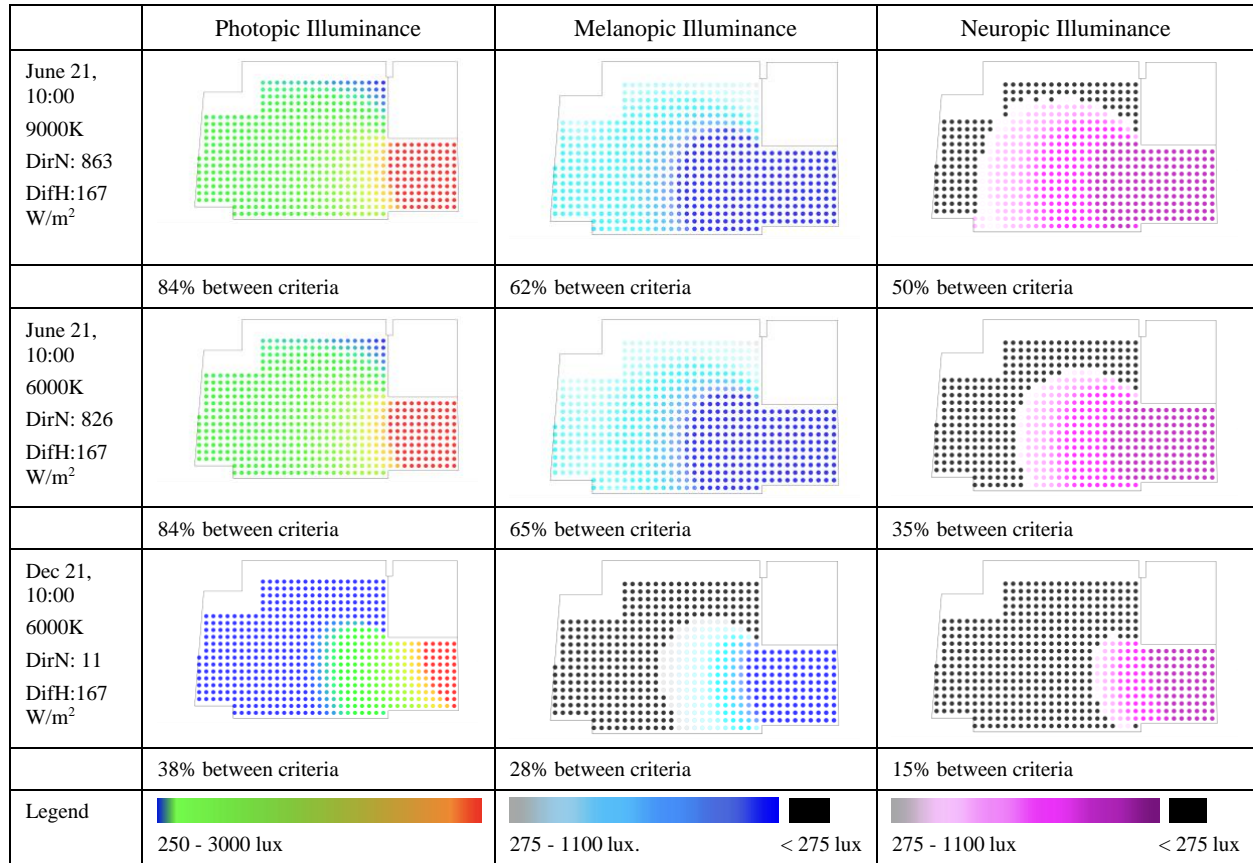 Photopic Illuminance
Melanopic Illuminance
Neuropic Illuminance
June 21,
10:00
9000K
DirN: 863
DifH:167
W/m²
84% between criteria
62% between criteria
50% between criteria
June 21,
10:00
6000K
DirN: 826
DifH:167
W/m²
84% between criteria
65% between criteria
35% between criteria
Dec 21,
10:00
6000K
DirN: 11
DifH:167
W/m²
38% between criteria
28% between criteria
15% between criteria
Legend
250 - 3000 lux
275 - 1100 lux.
< 275 lux
275 - 1100 lux
< 275 lux